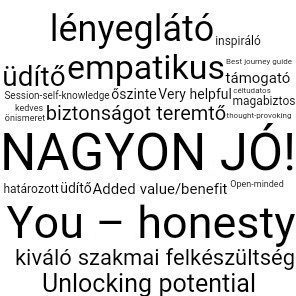 lényeglátó
inspiráló
üdítő empatikus
Best journey guide
támogató
Session-self-knowledge őszinte Very helpful
céltudatos
magabiztos
kedves
önismeret
biztonságot teremtő
thought-provoking
NAGYON JÓ!
határozott üdítő Added value/benefit Open-minded
You – honesty
kiváló szakmai felkészültség
Unlocking potential